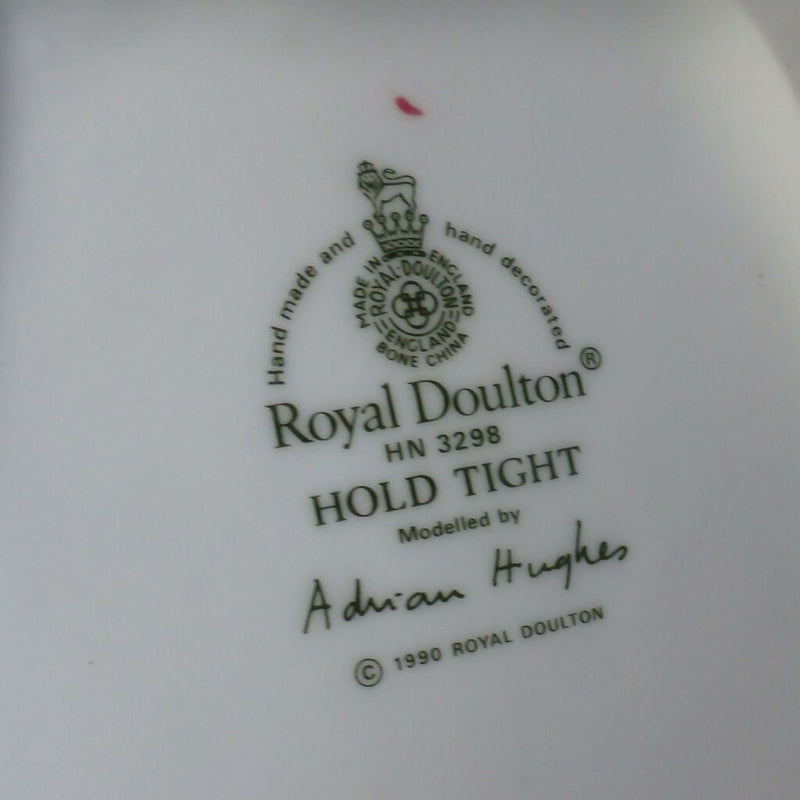 Hand made and hand decorated
MADE IN ENGLAND
ROYAL·DOULTON
ENGLAND
BONE CHINA
Royal Doulton®
HN 3298
HOLD TIGHT
Modelled by
Adrian Hughes
© 1990 ROYAL DOULTON